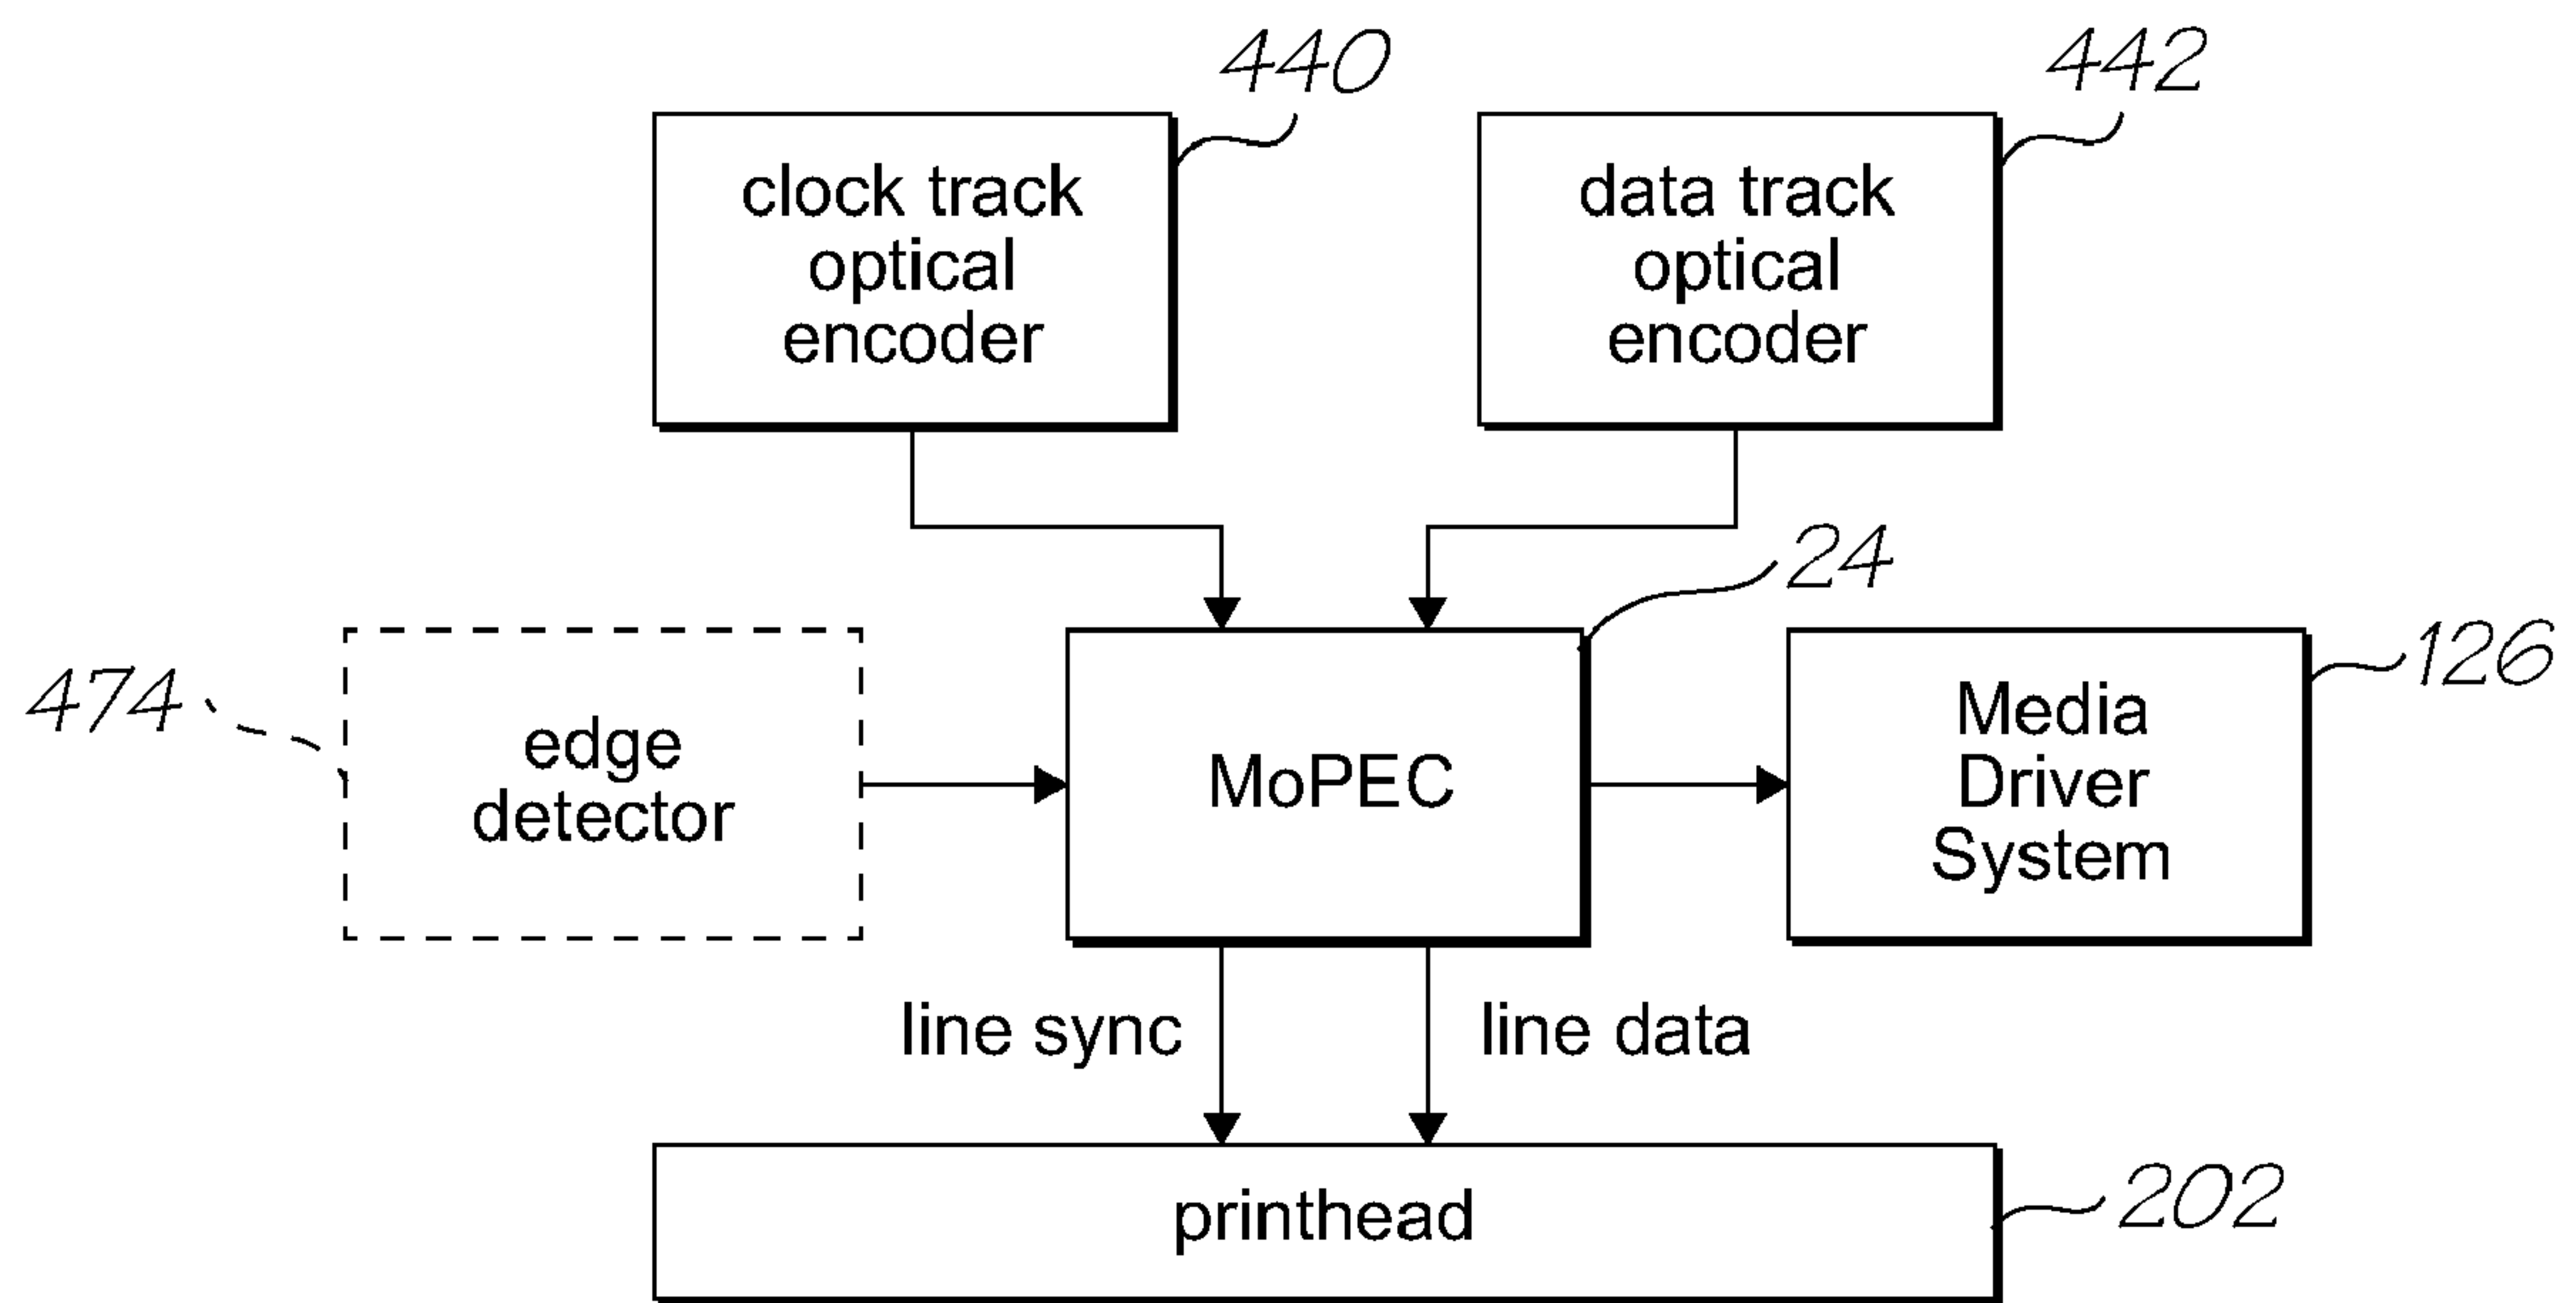 440
442
clock track
optical
encoder
data track
optical
encoder
24
474
edge
detector
MoPEC
126
Media
Driver
System
line sync
line data
printhead
202